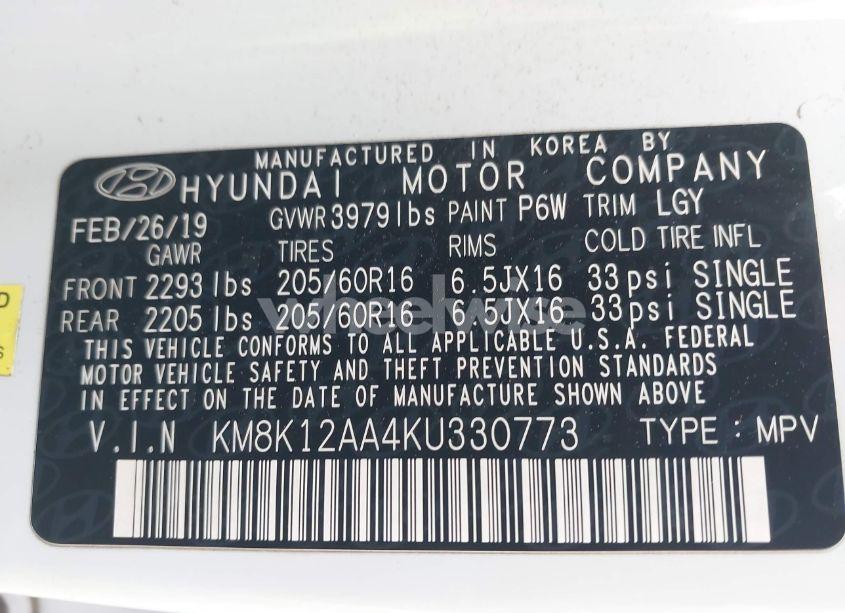 MANUFACTURED IN KOREA BY
HYUNDAI MOTOR COMPANY
FEB/26/19 GVWR 3979 lbs PAINT P6W TRIM LGY
GAWR TIRES RIMS COLD TIRE INFL
FRONT 2293 lbs 205/60R16 6.5JX16 33 psi SINGLE
REAR 2205 lbs 205/60R16 6.5JX16 33 psi SINGLE
wheelwise
THIS VEHICLE CONFORMS TO ALL APPLICABLE U.S.A. FEDERAL
MOTOR VEHICLE SAFETY AND THEFT PREVENTION STANDARDS
IN EFFECT ON THE DATE OF MANUFACTURE SHOWN ABOVE
V.I.N KM8K12AA4KU330773 TYPE : MPV
D
S